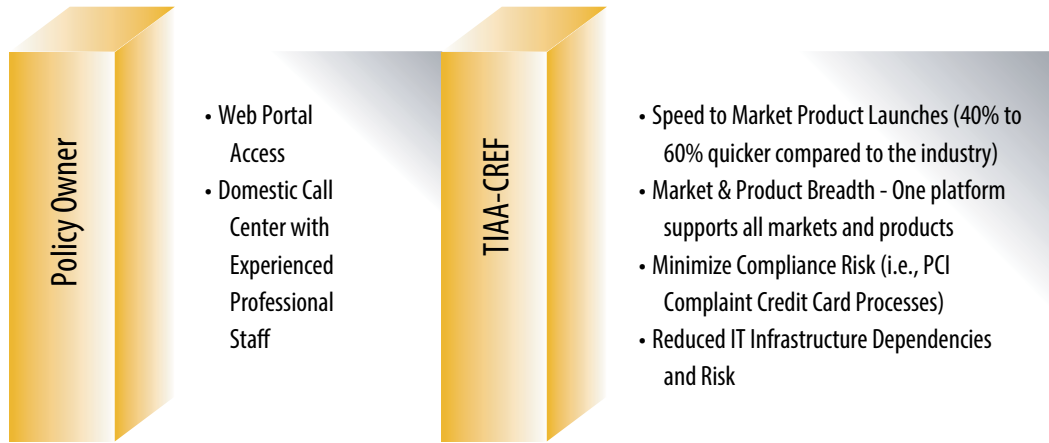 Policy Owner
• Web Portal
Access
• Domestic Call
Center with
Experienced
Professional
Staff
TIAA-CREF
• Speed to Market Product Launches (40% to
60% quicker compared to the industry)
• Market & Product Breadth - One platform
supports all markets and products
• Minimize Compliance Risk (i.e., PCI
Complaint Credit Card Processes)
• Reduced IT Infrastructure Dependencies
and Risk